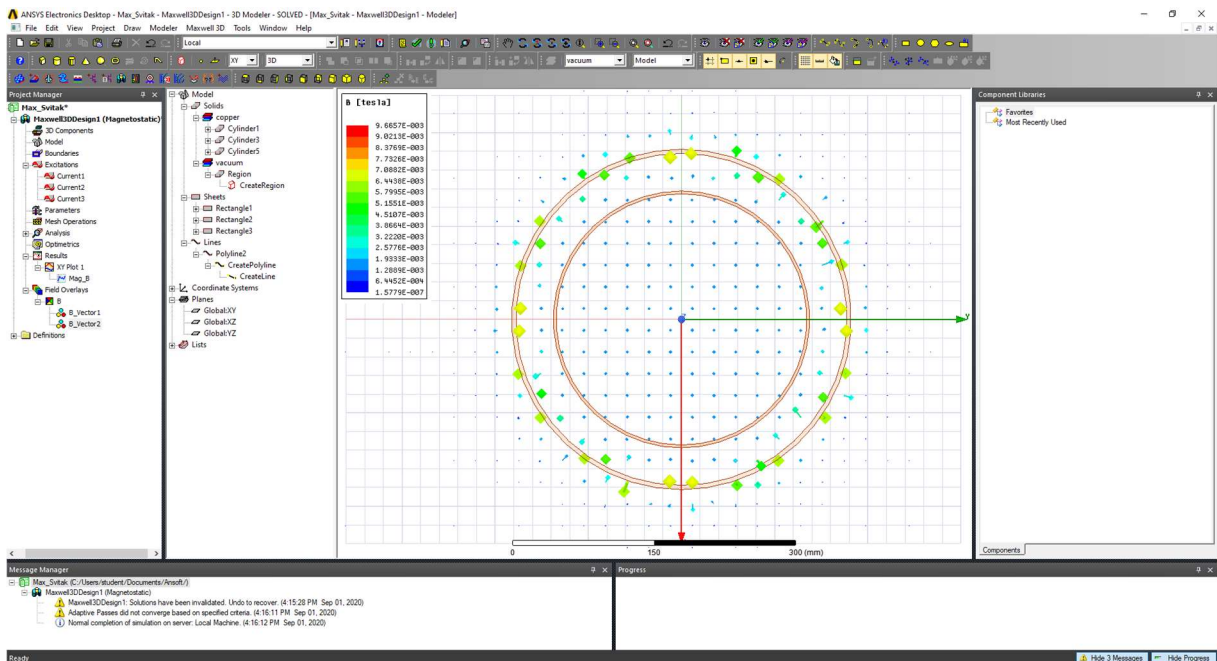 ANSYS Electronics Desktop - Max_Svitak - Maxwell3DDesign1 - 3D Modeler - SOLVED - [Max_Svitak - Maxwell3DDesign1 - Modeler]
File Edit View Project Draw Modeler Maxwell 3D Tools Window Help
Local
XY 3D vacuum Model
Project Manager
Max_Svitak*
Maxwell3DDesign1 (Magnetostatic)*
3D Components
Model
Boundaries
Excitations
Current1
Current2
Current3
Parameters
Mesh Operations
Analysis
Optimetrics
Results
XY Plot 1
Mag_B
Field Overlays
B
B_Vector1
B_Vector2
Definitions
Model
Solids
copper
Cylinder1
Cylinder3
Cylinder5
vacuum
Region
CreateRegion
Sheets
Rectangle1
Rectangle2
Rectangle3
Lines
Polyline2
CreatePolyline
CreateLine
Coordinate Systems
Planes
Global:XY
Global:XZ
Global:YZ
Lists
B [tesla]
9.6657E-003
9.0213E-003
8.3769E-003
7.7326E-003
7.0882E-003
6.4438E-003
5.7995E-003
5.1551E-003
4.5107E-003
3.8664E-003
3.2220E-003
2.5776E-003
1.9333E-003
1.2889E-003
6.4452E-004
1.5779E-007
Y
0 150 300 (mm)
Component Libraries
Favorites
Most Recently Used
Components
Message Manager
Max_Svitak (C:/Users/student/Documents/Ansoft/)
Maxwell3DDesign1 (Magnetostatic)
Maxwell3DDesign1: Solutions have been invalidated. Undo to recover. (4:15:28 PM Sep 01, 2020)
Adaptive Passes did not converge based on specified criteria. (4:16:11 PM Sep 01, 2020)
Normal completion of simulation on server: Local Machine. (4:16:12 PM Sep 01, 2020)
Progress
Ready
Hide 3 Messages Hide Progress